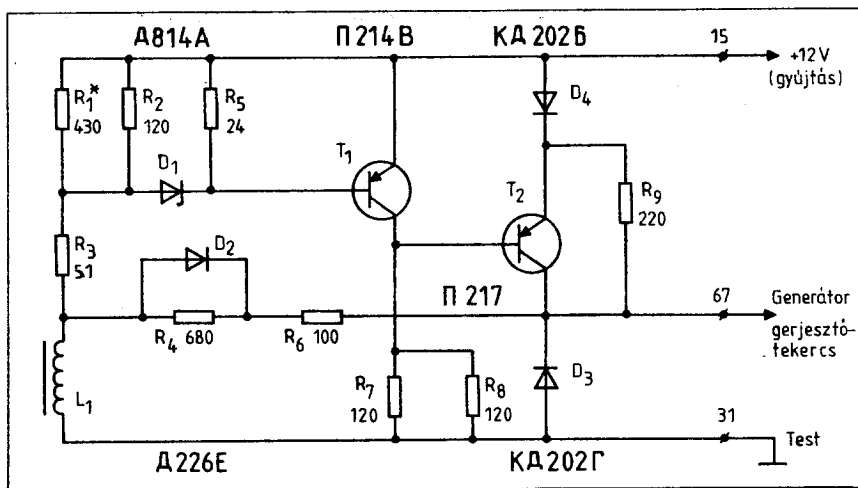 Д814А П214В КД202Б
15
+12V
(gyújtás)
R1*
430
R2
120
R5
24
D4
D1
T1
T2
R9
220
R3
51
D2
П217
67
Generátor
gerjesztő-
tekercs
R4 680
R6 100
L1
R7
120
R8
120
D3
31
Test
Д226Е КД202Г